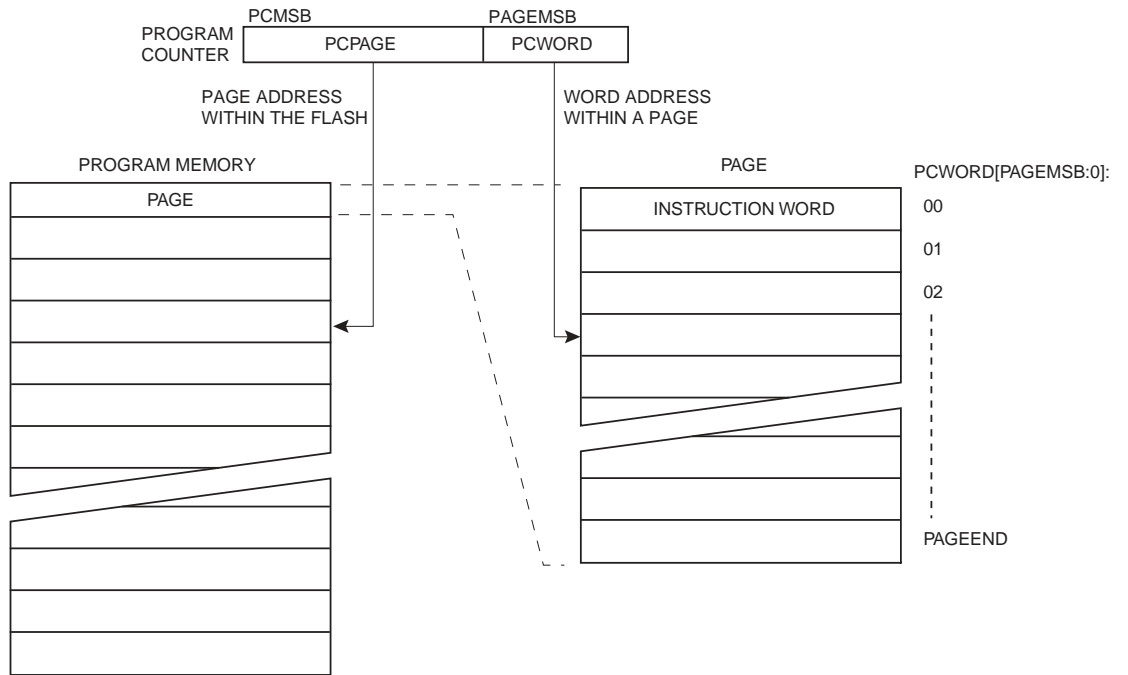 PCMSB
PAGEMSB
PROGRAM
COUNTER
PCPAGE
PCWORD
PAGE ADDRESS
WITHIN THE FLASH
WORD ADDRESS
WITHIN A PAGE
PROGRAM MEMORY
PAGE
PAGE
INSTRUCTION WORD
PCWORD[PAGEMSB:0]:
00
01
02
PAGEEND